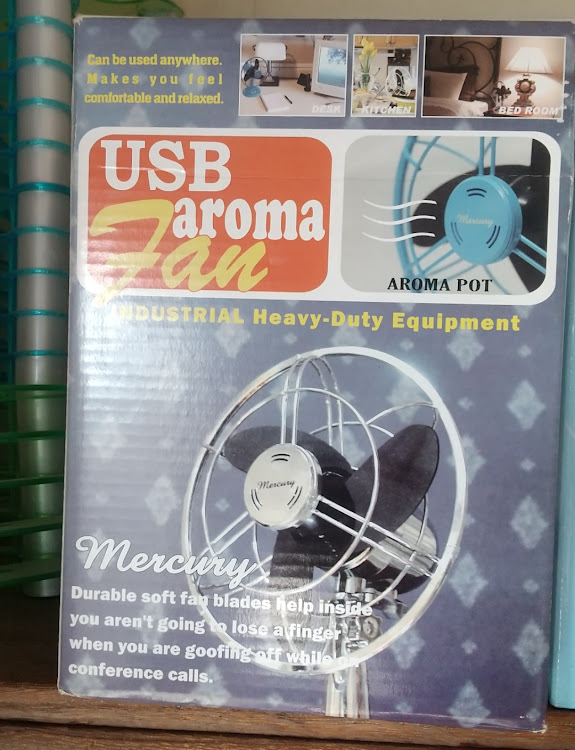 Can be used anywhere.
Makes you feel
comfortable and relaxed.
DESK
KITCHEN
BED ROOM
USB
aroma
Fan
Mercury
AROMA POT
INDUSTRIAL Heavy-Duty Equipment
Mercury
Mercury
Durable soft fan blades help inside
you aren't going to lose a finger
when you are goofing off while
conference calls.